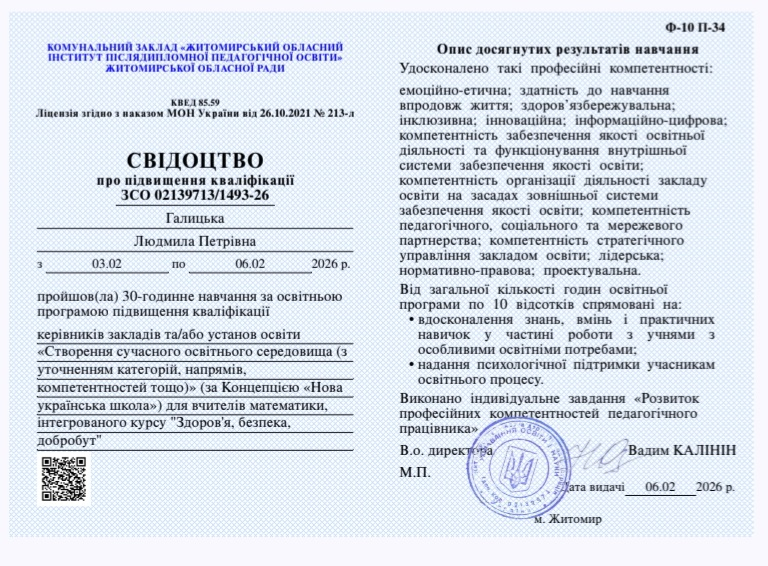 КОМУНАЛЬНИЙ ЗАКЛАД «ЖИТОМИРСЬКИЙ ОБЛАСНИЙ
ІНСТИТУТ ПІСЛЯДИПЛОМНОЇ ПЕДАГОГІЧНОЇ ОСВІТИ»
ЖИТОМИРСЬКОЇ ОБЛАСНОЇ РАДИ
КВЕД 85.59
Ліцензія згідно з наказом МОН України від 26.10.2021 № 213-л
СВІДОЦТВО
про підвищення кваліфікації
ЗСО 02139713/1493-26
Галицька
Людмила Петрівна
з 03.02 по 06.02 2026 р.
пройшов(ла) 30-годинне навчання за освітньою
програмою підвищення кваліфікації
керівників закладів та/або установ освіти
«Створення сучасного освітнього середовища (з
уточненням категорій, напрямів,
компетентностей тощо)» (за Концепцією «Нова
українська школа») для вчителів математики,
інтегрованого курсу "Здоров'я, безпека,
добробут"
Ф-10 П-34
Опис досягнутих результатів навчання
Удосконалено такі професійні компетентності:
емоційно-етична; здатність до навчання
впродовж життя; здоров’язбережувальна;
інклюзивна; інноваційна; інформаційно-цифрова;
компетентність забезпечення якості освітньої
діяльності та функціонування внутрішньої
системи забезпечення якості освіти;
компетентність організації діяльності закладу
освіти на засадах зовнішньої системи
забезпечення якості освіти; компетентність
педагогічного, соціального та мережевого
партнерства; компетентність стратегічного
управління закладом освіти; лідерська;
нормативно-правова; проектувальна.
Від загальної кількості годин освітньої
програми по 10 відсотків спрямовані на:
• вдосконалення знань, вмінь і практичних
навичок у частині роботи з учнями з
особливими освітніми потребами;
• надання психологічної підтримки учасникам
освітнього процесу.
Виконано індивідуальне завдання «Розвиток
професійних компетентностей педагогічного
працівника»
В.о. директора Вадим КАЛІНІН
М.П.
Дата видачі 06.02 2026 р.
м. Житомир